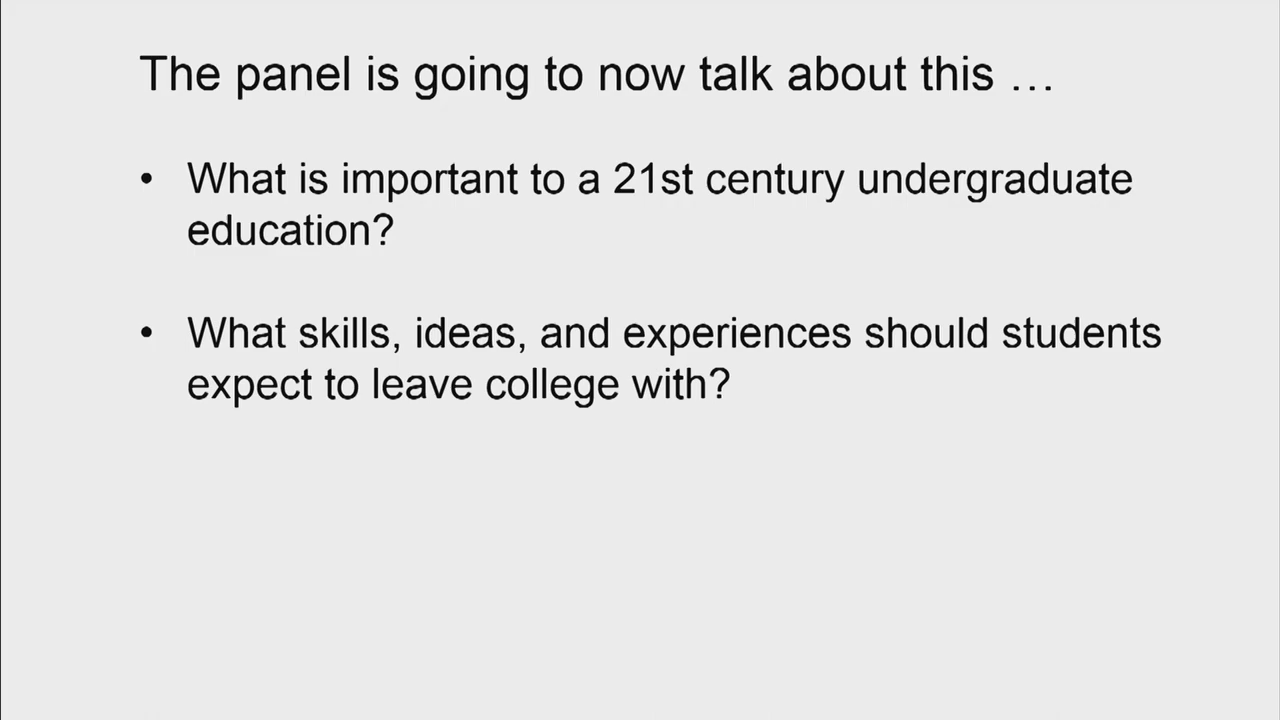 The panel is going to now talk about this …
• What is important to a 21st century undergraduate
education?
• What skills, ideas, and experiences should students
expect to leave college with?